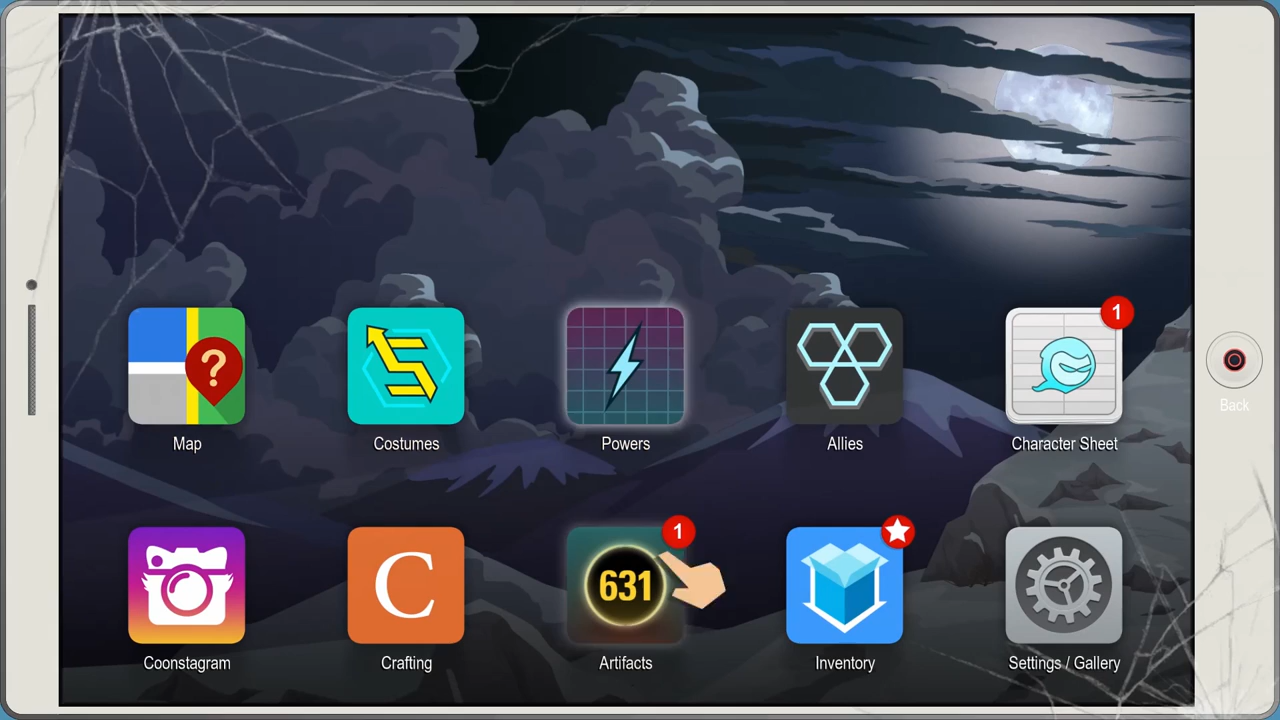 1
Back
Map
Costumes
Powers
Allies
Character Sheet
1
C
631
Coonstagram
Crafting
Artifacts
Inventory
Settings / Gallery